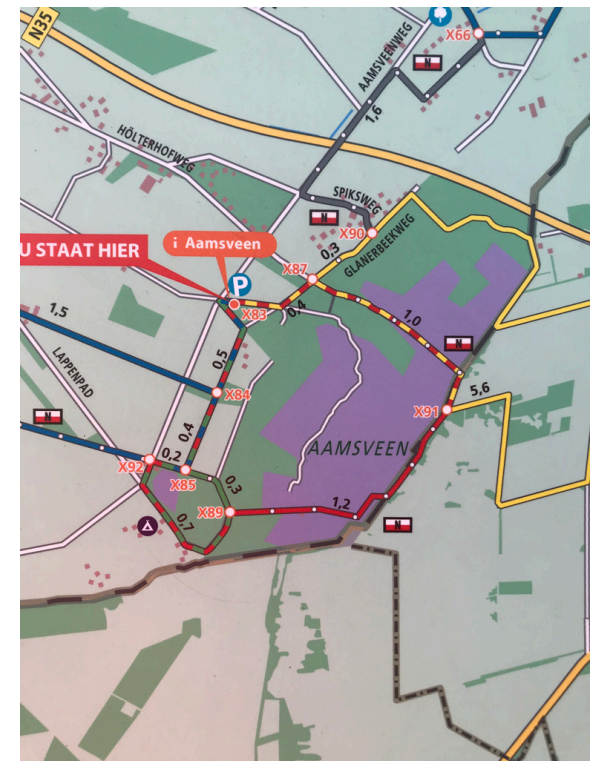 N35
X66
AAMSVEENWEG
N
1,6
HÖLTERHOFWEG
SPIKSWEG
N
X90
i Aamsveen
U STAAT HIER
0,3
GLANERBEEKWEG
X87
P
X83
0,4
1,5
1,0
N
LAPPENPAD
0,5
X84
5,6
X91
N
0,4
AAMSVEEN
X92
0,2
X85
0,3
1,2
X89
0,7
N